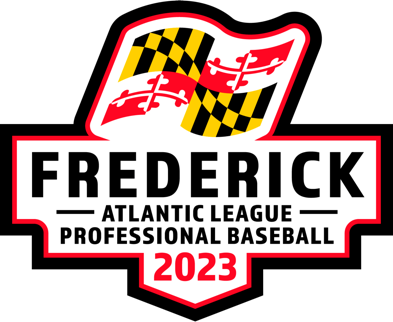 FREDERICK
ATLANTIC LEAGUE
PROFESSIONAL BASEBALL
2023